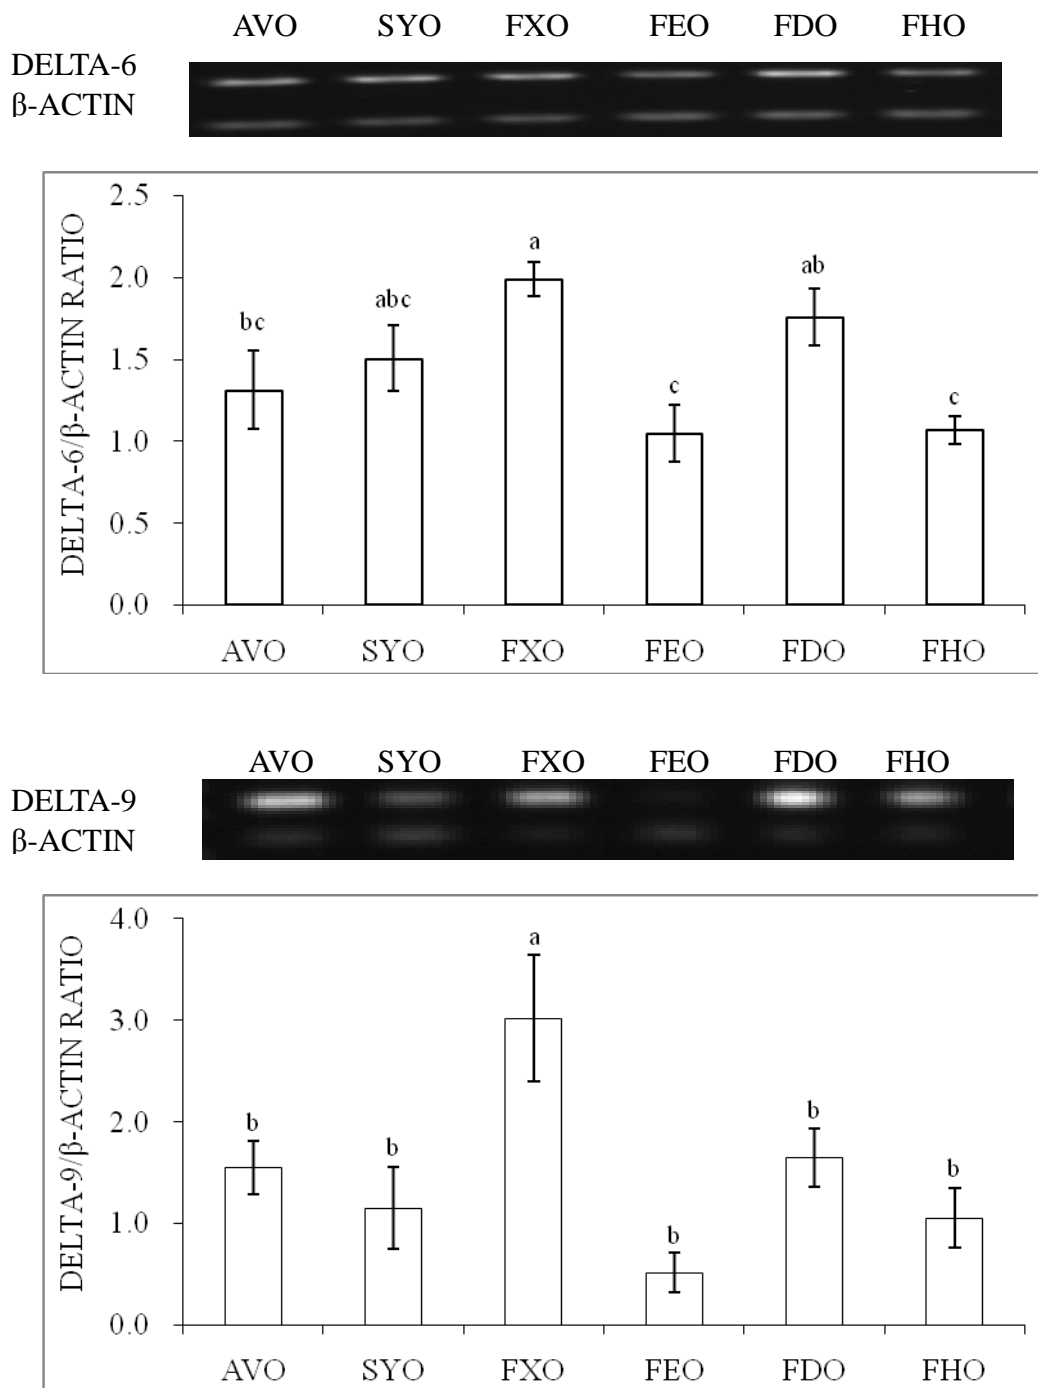 AVO SYO FXO FEO FDO FHO
DELTA-6
β-ACTIN
DELTA-6/β-ACTIN RATIO
2.5
2.0
1.5
1.0
0.5
0.0
bc
abc
a
c
ab
c
AVO SYO FXO FEO FDO FHO
AVO SYO FXO FEO FDO FHO
DELTA-9
β-ACTIN
DELTA-9/β-ACTIN RATIO
4.0
3.0
2.0
1.0
0.0
b
b
a
b
b
b
AVO SYO FXO FEO FDO FHO